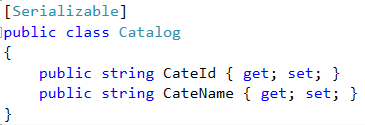 [Serializable]
public class Catalog
{
    public string CateId { get; set; }
    public string CateName { get; set; }
}